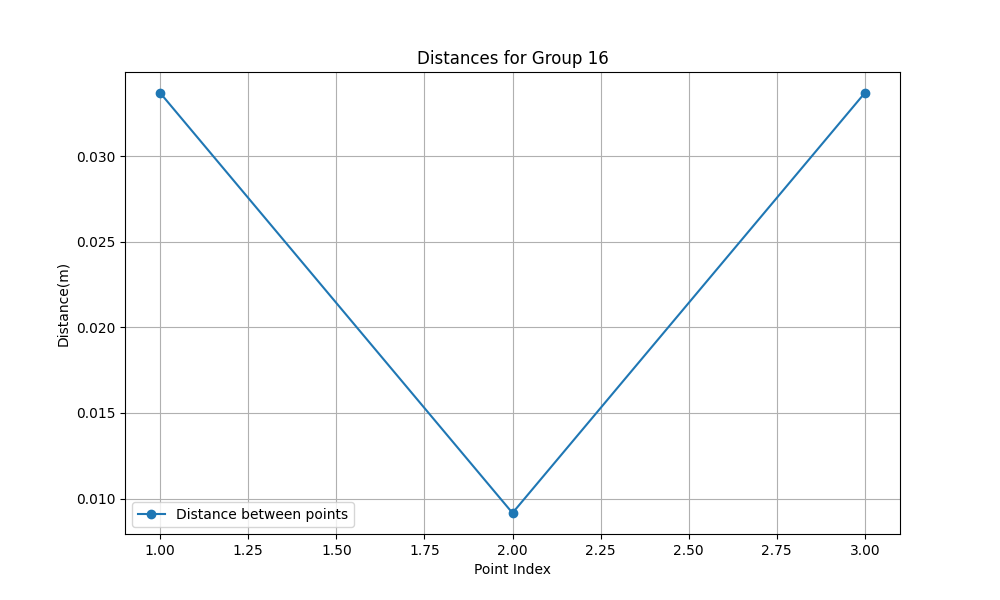 Distances for Group 16
Distance(m)
0.030
0.025
0.020
0.015
0.010
Distance between points
1.00 1.25 1.50 1.75 2.00 2.25 2.50 2.75 3.00
Point Index